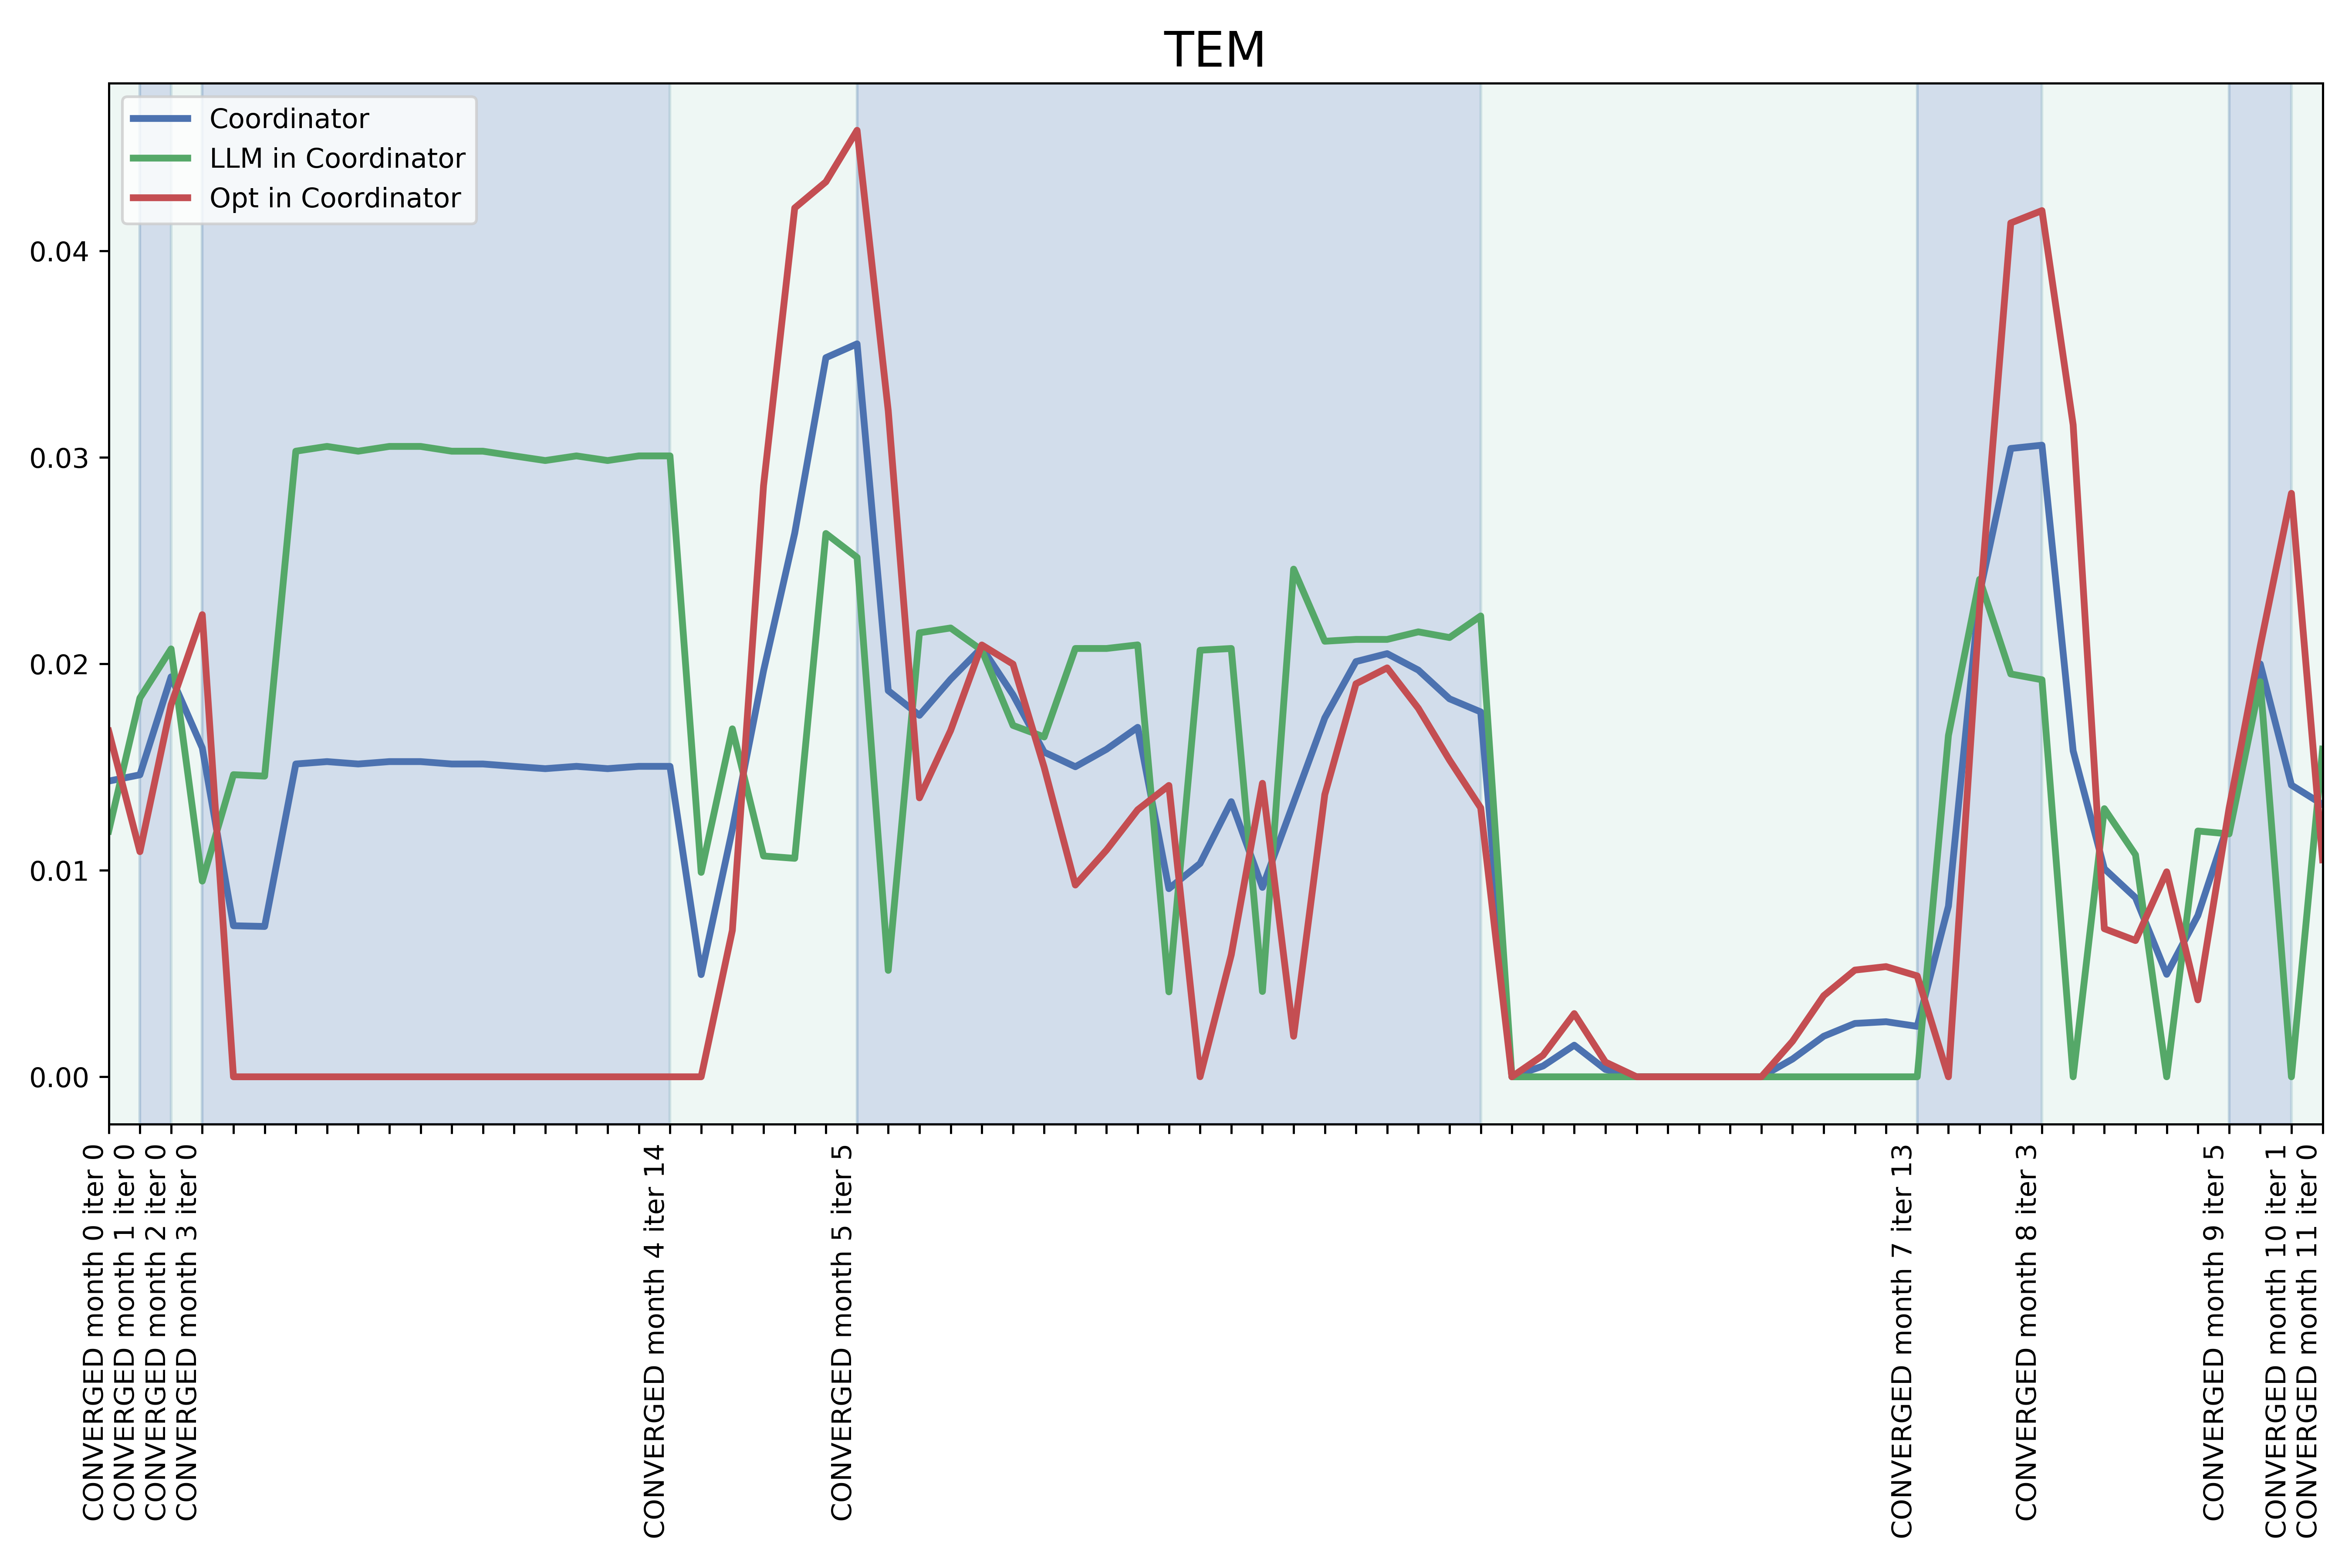 TEM
Coordinator
LLM in Coordinator
Opt in Coordinator
0.04
0.03
0.02
0.01
0.00
CONVERGED month 0 iter 0
CONVERGED month 1 iter 0
CONVERGED month 2 iter 0
CONVERGED month 3 iter 0
CONVERGED month 4 iter 14
CONVERGED month 5 iter 5
CONVERGED month 7 iter 13
CONVERGED month 8 iter 3
CONVERGED month 9 iter 5
CONVERGED month 10 iter 1
CONVERGED month 11 iter 0